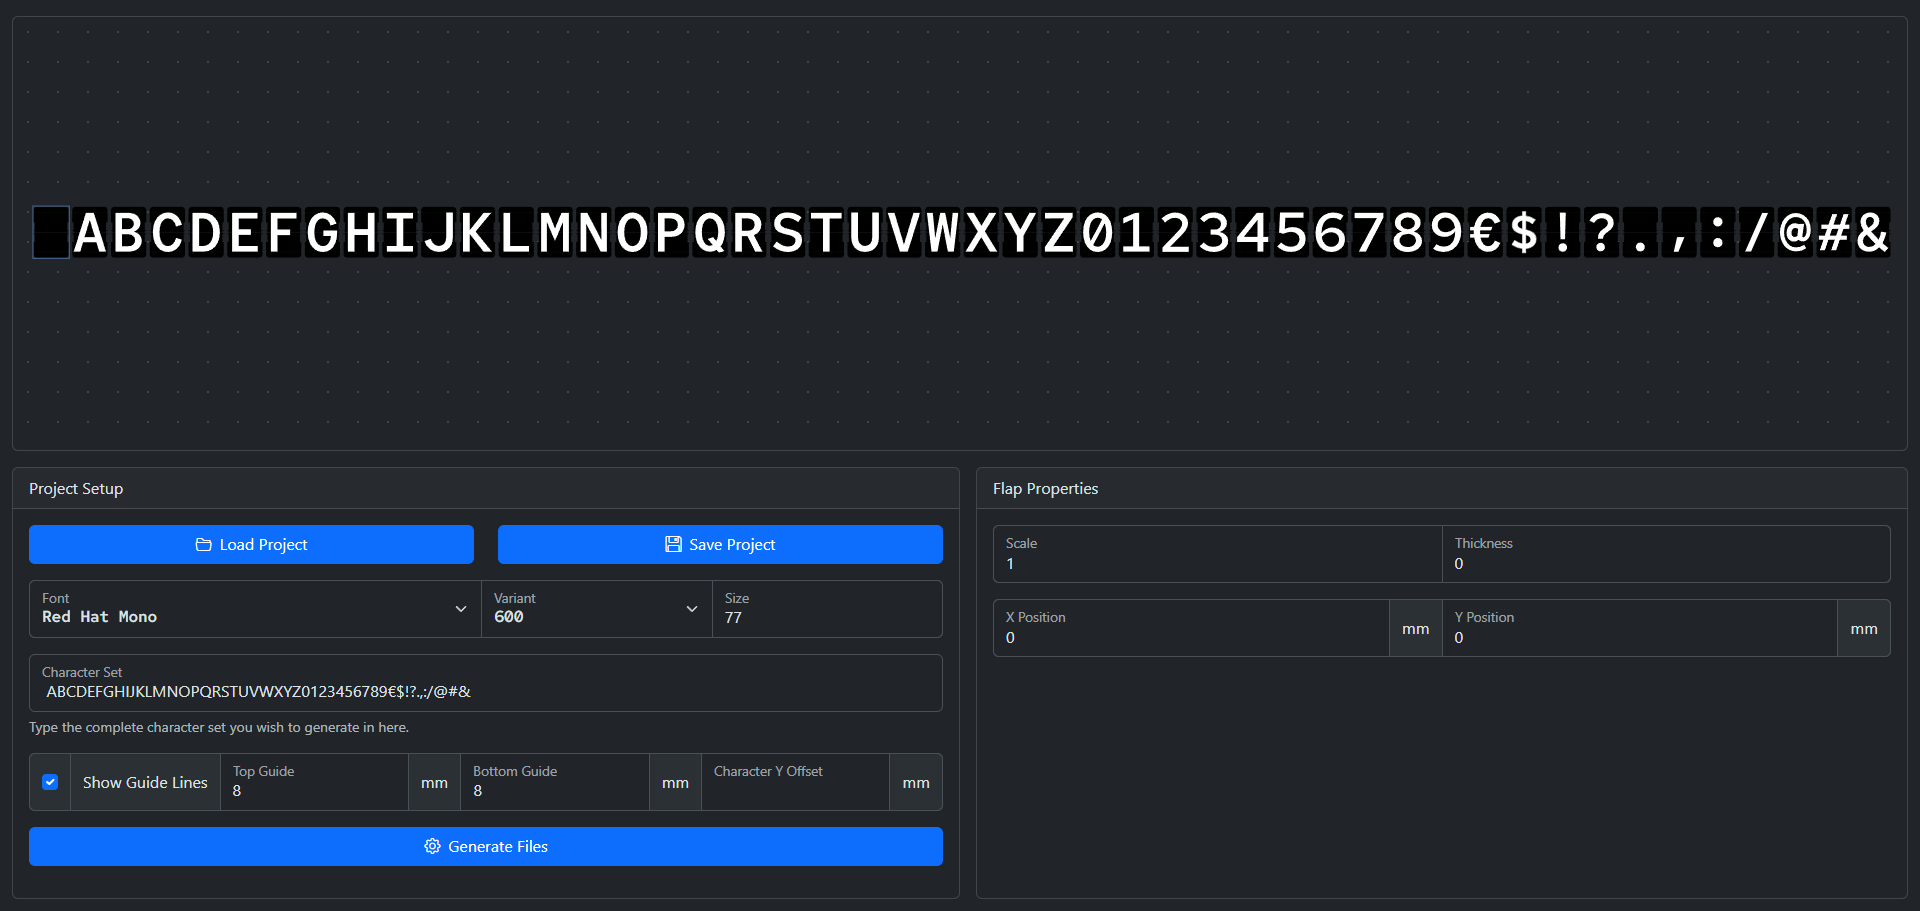 ABCDEFGHIJKLMNOPQRSTUVWXYZ0123456789€$!?.,:/@#&
Project Setup
Load Project
Save Project
Font
Red Hat Mono
Variant
600
Size
77
Character Set
ABCDEFGHIJKLMNOPQRSTUVWXYZ0123456789€$!?.,:/@#&
Type the complete character set you wish to generate in here.
Show Guide Lines
Top Guide
8
mm
Bottom Guide
8
mm
Character Y Offset
mm
Generate Files
Flap Properties
Scale
1
Thickness
0
X Position
0
mm
Y Position
0
mm